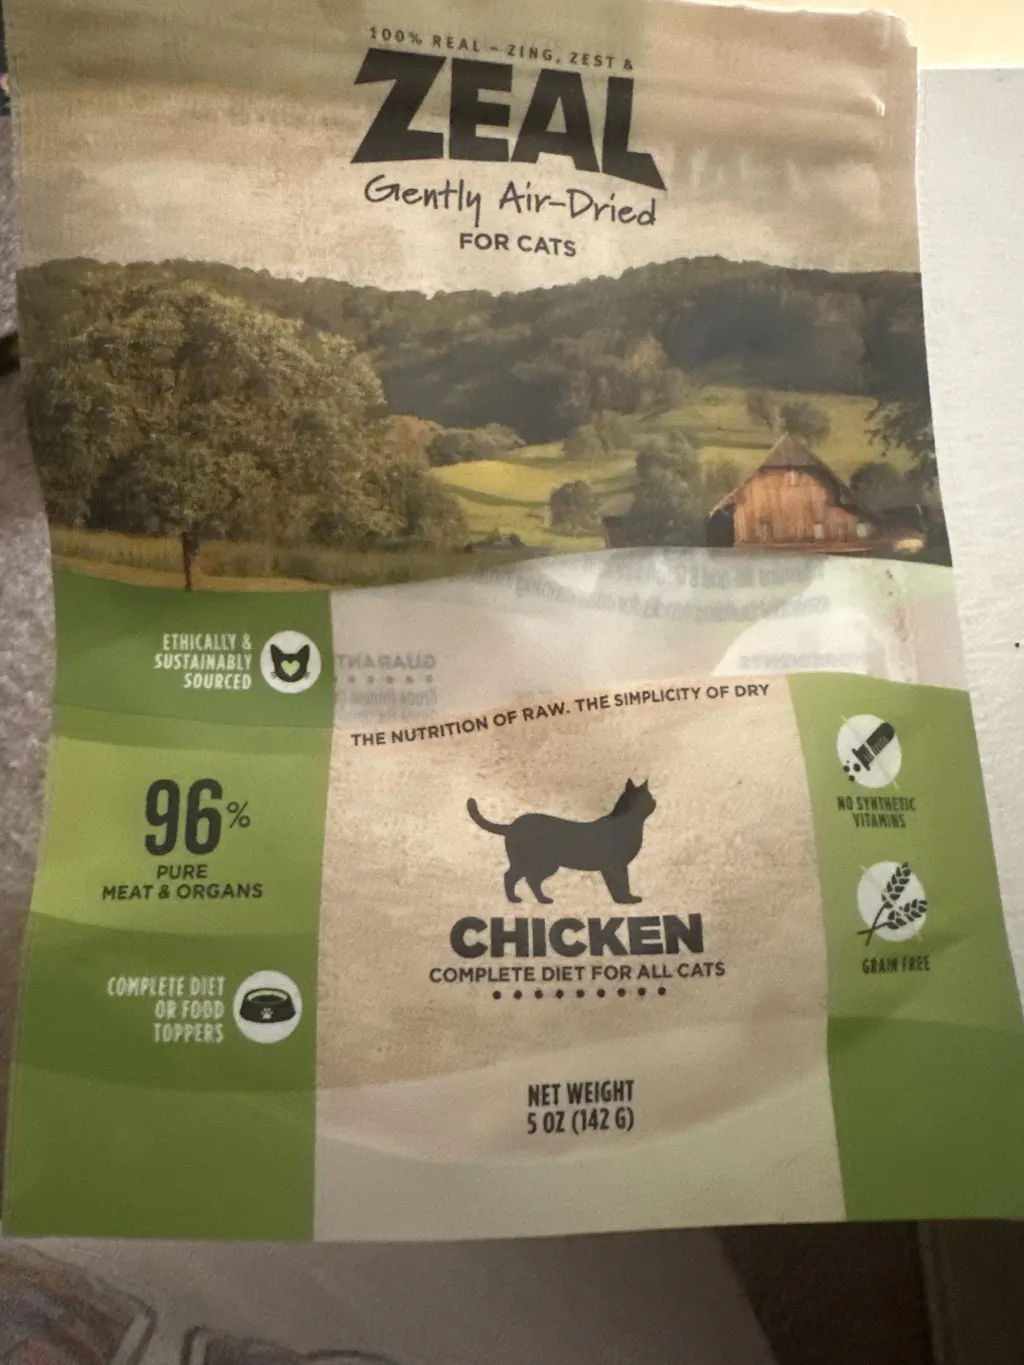 100% REAL - ZING, ZEST &
ZEAL
Gently Air-Dried
FOR CATS
ETHICALLY &
SUSTAINABLY
SOURCED
THE NUTRITION OF RAW. THE SIMPLICITY OF DRY
96%
PURE
MEAT & ORGANS
NO SYNTHETIC
VITAMINS
CHICKEN
COMPLETE DIET FOR ALL CATS
GRAIN FREE
COMPLETE DIET
OR FOOD
TOPPERS
NET WEIGHT
5 OZ (142 G)